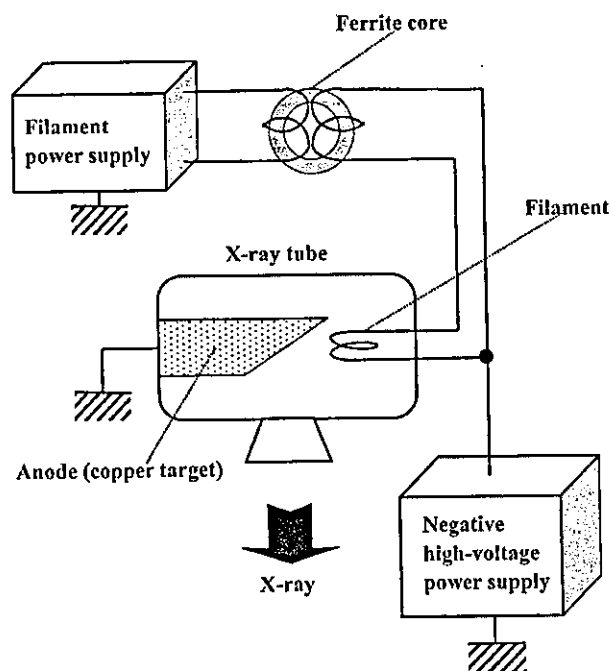 Ferrite core
Filament
power supply
Filament
X-ray tube
Anode (copper target)
X-ray
Negative
high-voltage
power supply